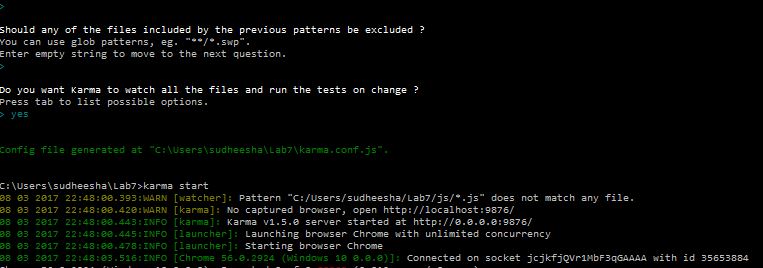 >
Should any of the files included by the previous patterns be excluded ?
You can use glob patterns, eg. "**/*.swp".
Enter empty string to move to the next question.
>
Do you want Karma to watch all the files and run the tests on change ?
Press tab to list possible options.
> yes
Config file generated at "C:\Users\sudheesha\Lab7\karma.conf.js".
C:\Users\sudheesha\Lab7>karma start
08 03 2017 22:48:00.393:WARN [watcher]: Pattern "C:/Users/sudheesha/Lab7/js/*.js" does not match any file.
08 03 2017 22:48:00.420:WARN [karma]: No captured browser, open http://localhost:9876/
08 03 2017 22:48:00.443:INFO [karma]: Karma v1.5.0 server started at http://0.0.0.0:9876/
08 03 2017 22:48:00.445:INFO [launcher]: Launching browser Chrome with unlimited concurrency
08 03 2017 22:48:00.478:INFO [launcher]: Starting browser Chrome
08 03 2017 22:48:03.516:INFO [Chrome 56.0.2924 (Windows 10 0.0.0)]: Connected on socket jcjkfjQVr1MbF3qGAAAA with id 35653884